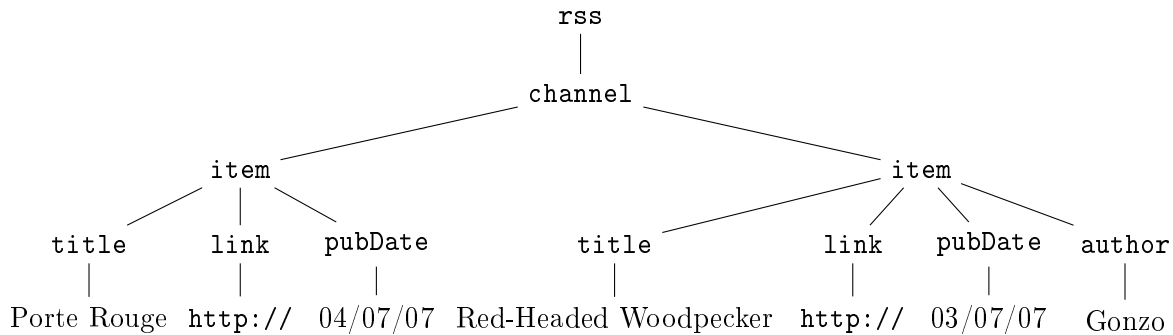 rss
channel
item item
title link pubDate title link pubDate author
Porte Rouge http:// 04/07/07 Red-Headed Woodpecker http:// 03/07/07 Gonzo